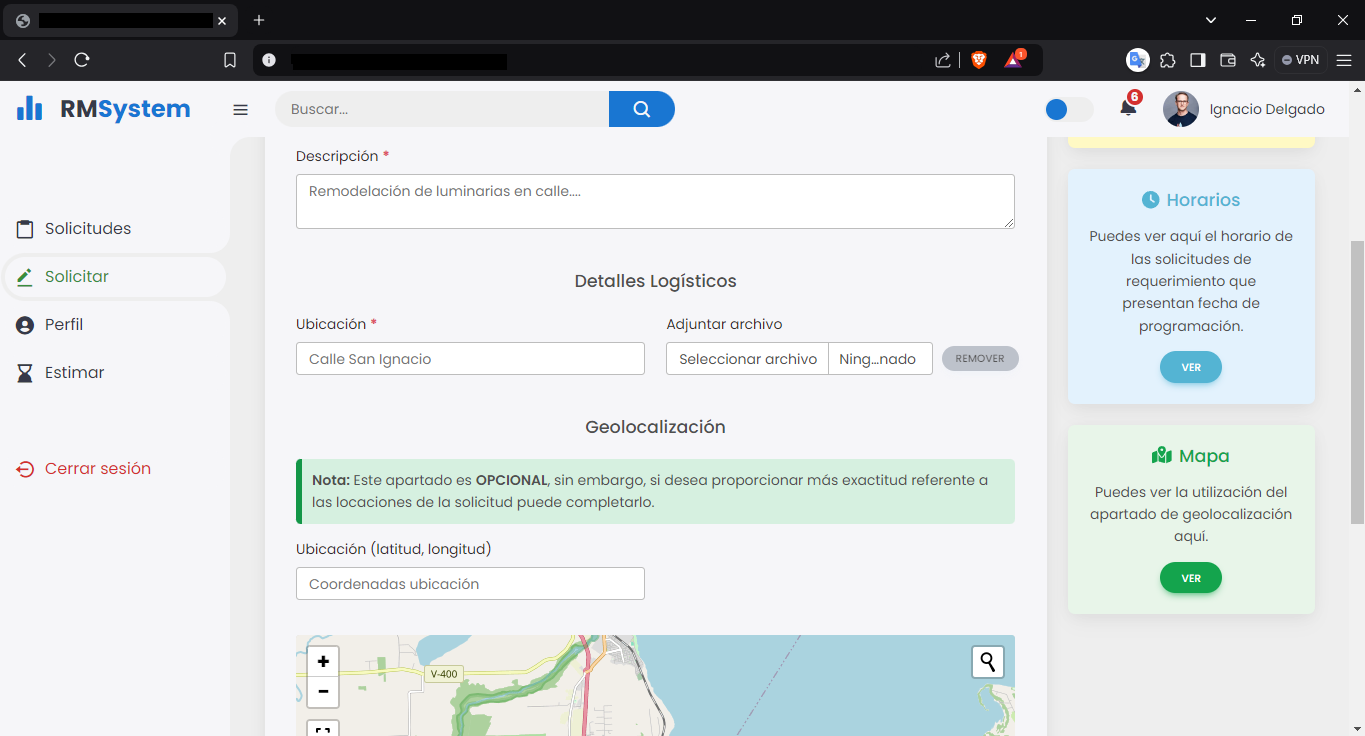 1
VPN
RMSystem
Buscar...
6
Ignacio Delgado
Solicitudes
Solicitar
Perfil
Estimar
Cerrar sesión
Descripción *
Remodelación de luminarias en calle....
Detalles Logísticos
Ubicación *
Adjuntar archivo
Calle San Ignacio
Seleccionar archivo
Ning...nado
REMOVER
Geolocalización
Nota: Este apartado es OPCIONAL, sin embargo, si desea proporcionar más exactitud referente a
las locaciones de la solicitud puede completarlo.
Ubicación (latitud, longitud)
Coordenadas ubicación
+
−
V-400
Horarios
Puedes ver aquí el horario de
las solicitudes de
requerimiento que
presentan fecha de
programación.
VER
Mapa
Puedes ver la utilización del
apartado de geolocalización
aquí.
VER